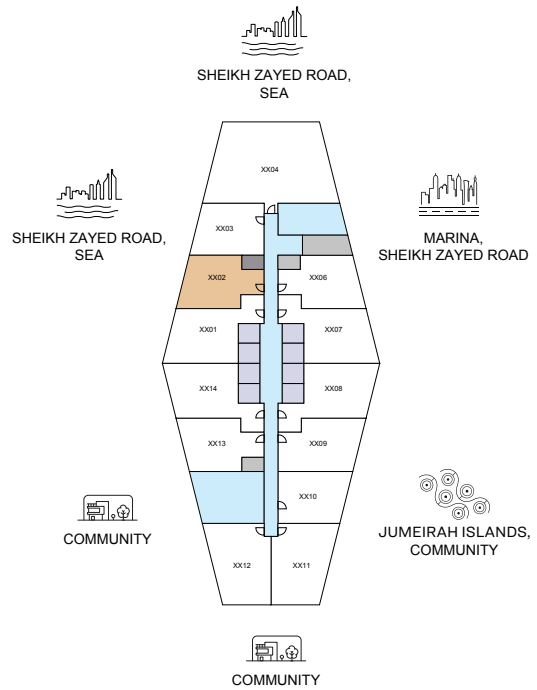 SHEIKH ZAYED ROAD,
SEA
XX04
SHEIKH ZAYED ROAD,
SEA
XX03
MARINA,
SHEIKH ZAYED ROAD
XX02
XX06
XX01
XX07
XX14
XX08
XX13
XX09
XX10
COMMUNITY
JUMEIRAH ISLANDS,
COMMUNITY
XX12
XX11
COMMUNITY